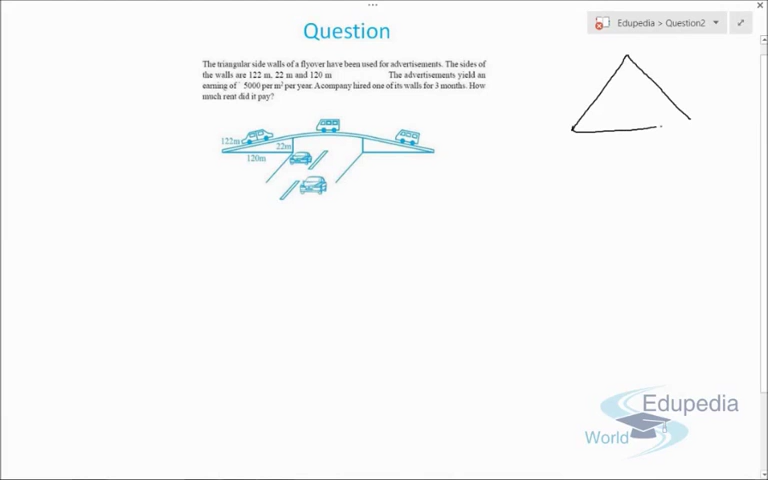 Question
Edupedia > Question2
The triangular side walls of a flyover have been used for advertisements. The sides of
the walls are 122 m, 22 m and 120 m The advertisements yield an
earning of 5000 per m² per year. A company hired one of its walls for 3 months. How
much rent did it pay?
122m
22m
120m
Edupedia
World